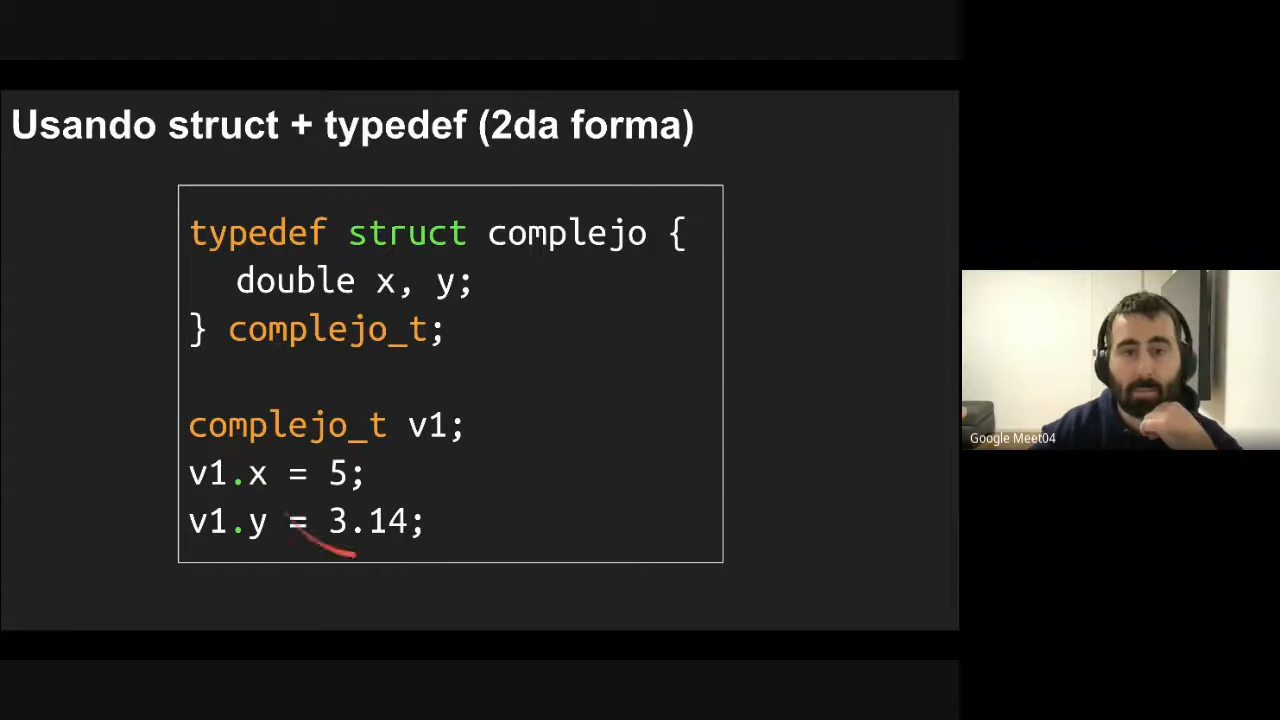 Usando struct + typedef (2da forma)
typedef struct complejo {
double x, y;
} complejo_t;
complejo_t v1;
v1.x = 5;
v1.y = 3.14;
Google Meet04